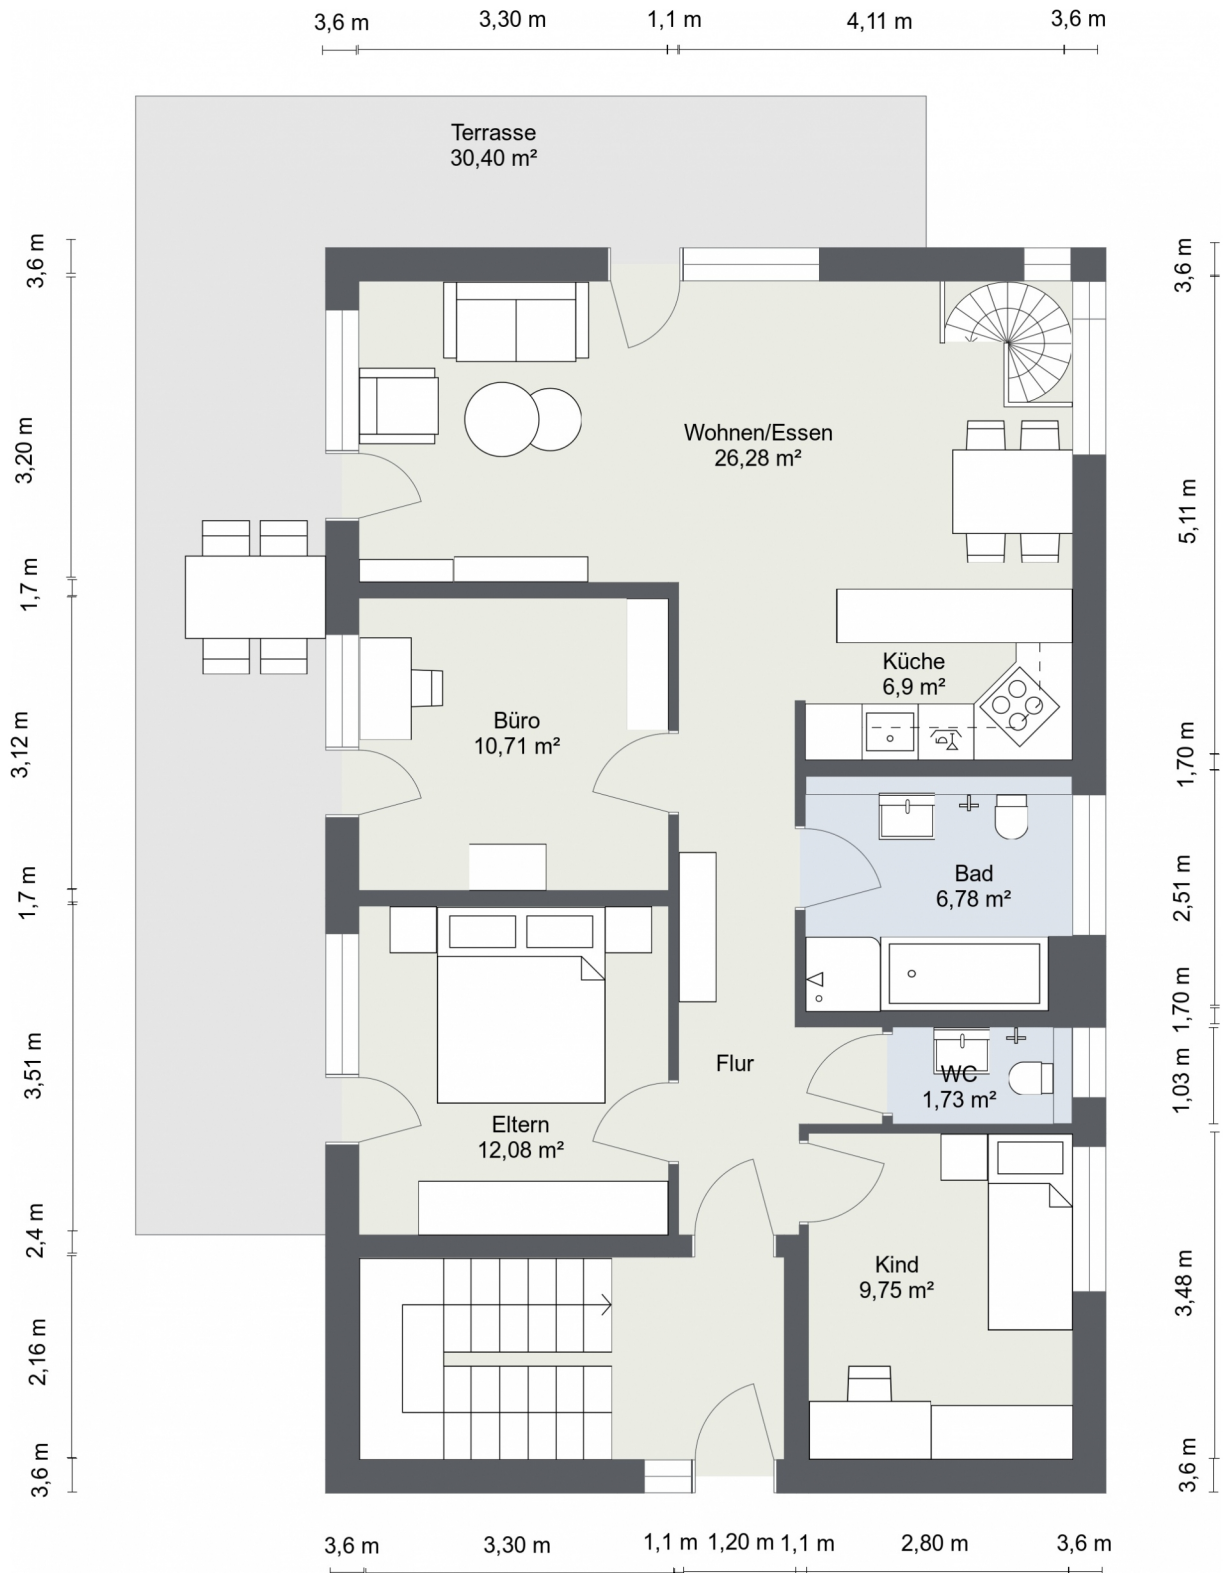 3,6 m 3,30 m 1,1 m 4,11 m 3,6 m
Terrasse
30,40 m²
3,6 m
3,20 m
1,7 m
3,12 m
1,7 m
3,51 m
2,4 m
2,16 m
3,6 m
Wohnen/Essen
26,28 m²
Küche
6,9 m²
Büro
10,71 m²
Bad
6,78 m²
Flur
WC
1,73 m²
Eltern
12,08 m²
Kind
9,75 m²
3,6 m
5,11 m
1,70 m
2,51 m
1,70 m
1,03 m
3,48 m
3,6 m
3,6 m 3,30 m 1,1 m 1,20 m 1,1 m 2,80 m 3,6 m